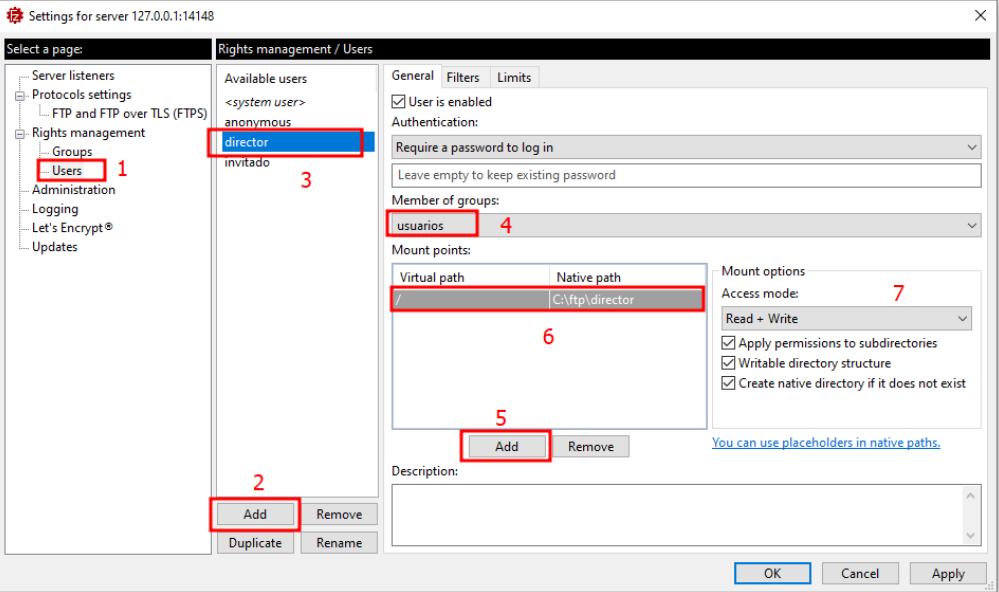 Settings for server 127.0.0.1:14148
Select a page:
Server listeners
Protocols settings
FTP and FTP over TLS (FTPS)
Rights management
Groups
Users
1
Administration
Logging
Let's Encrypt®
Updates
Rights management / Users
Available users
<system user>
anonymous
director
invitado
3
2
Add
Remove
Duplicate
Rename
General
Filters
Limits
User is enabled
Authentication:
Require a password to log in
Leave empty to keep existing password
Member of groups:
usuarios
4
Mount points:
Virtual path
Native path
/
C:\ftp\director
6
5
Add
Remove
Mount options
Access mode:
7
Read + Write
Apply permissions to subdirectories
Writable directory structure
Create native directory if it does not exist
You can use placeholders in native paths.
Description:
OK
Cancel
Apply